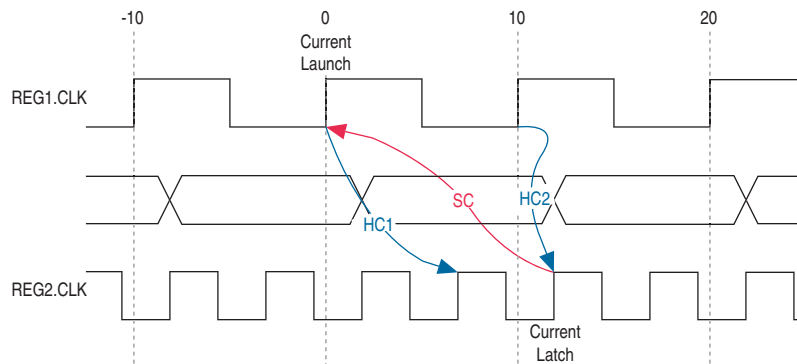 -10 0 10 20
Current
Launch
REG1.CLK
SC
HC2
HC1
REG2.CLK
Current
Latch